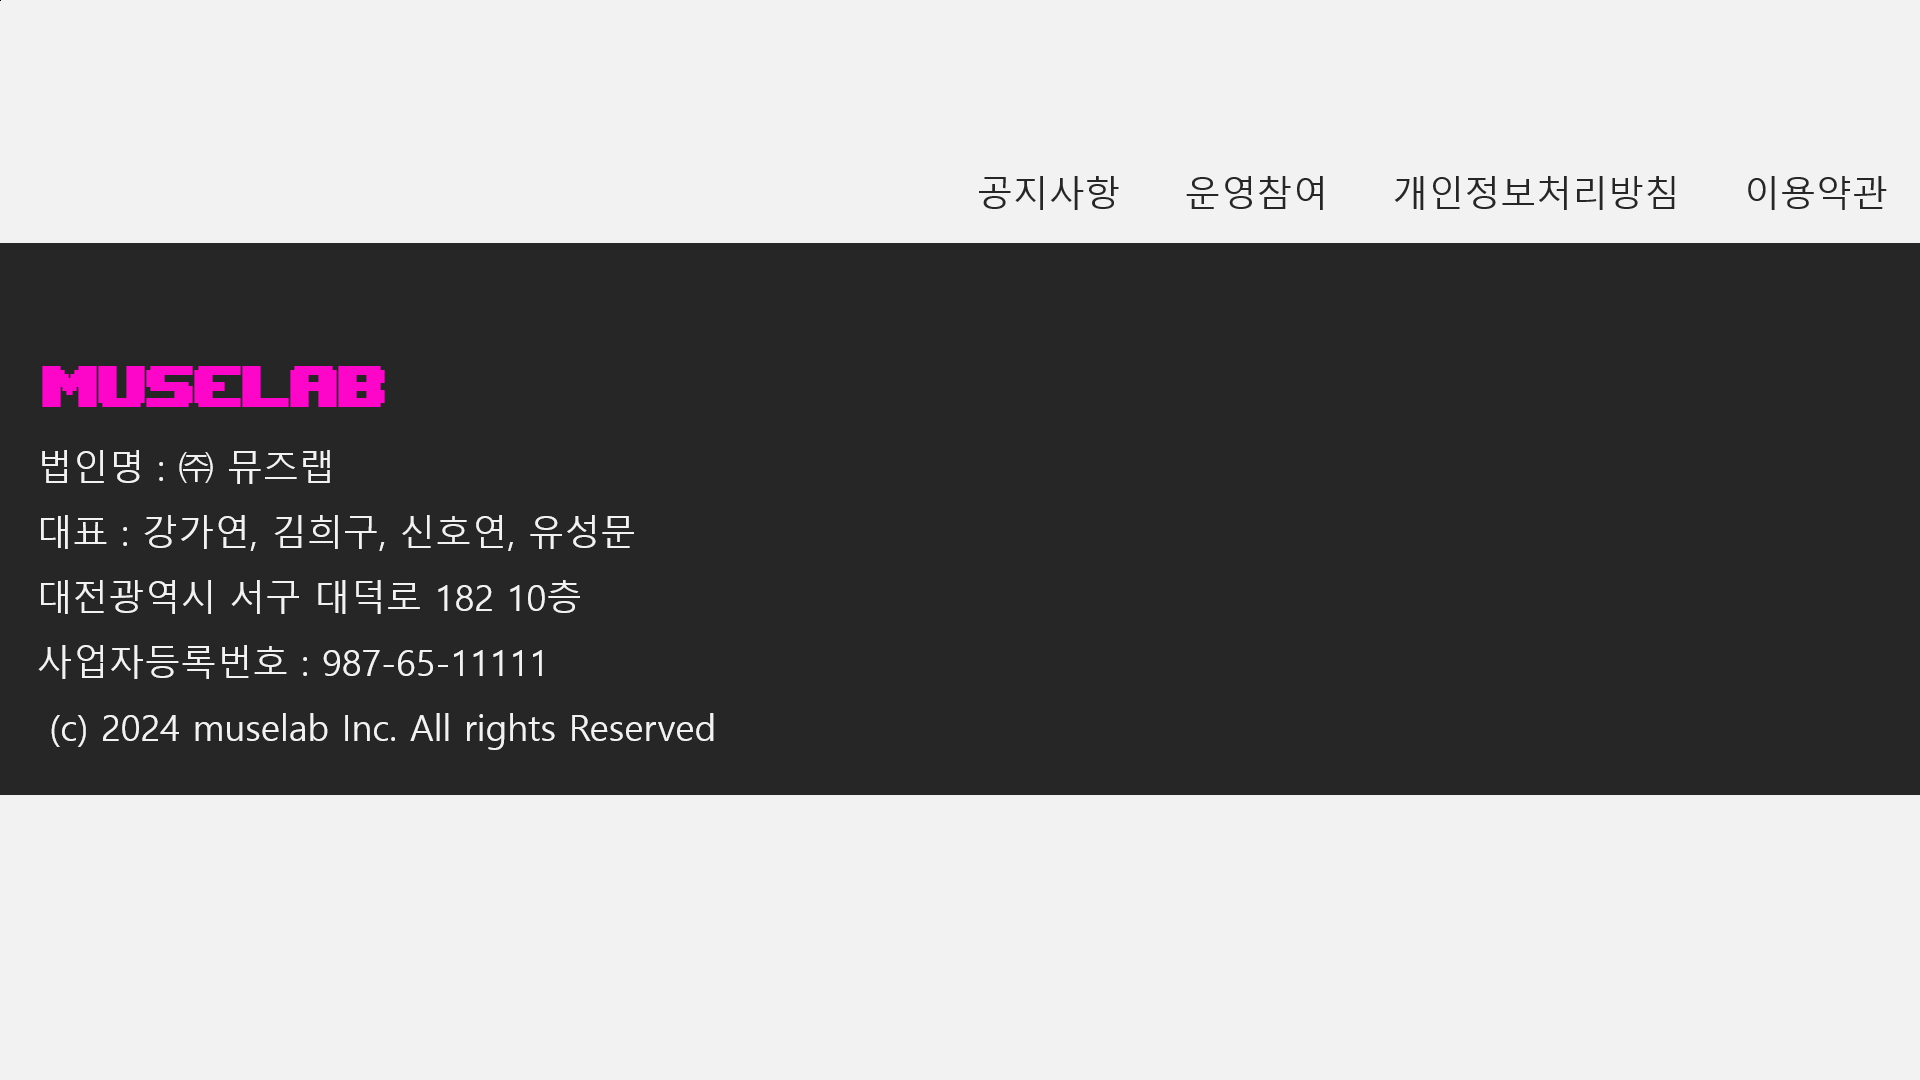 공지사항 운영참여 개인정보처리방침 이용약관
MUSELAB
법인명 : ㈜ 뮤즈랩
대표 : 강가연, 김희구, 신호연, 유성문
대전광역시 서구 대덕로 182 10층
사업자등록번호 : 987-65-11111
(c) 2024 muselab Inc. All rights Reserved